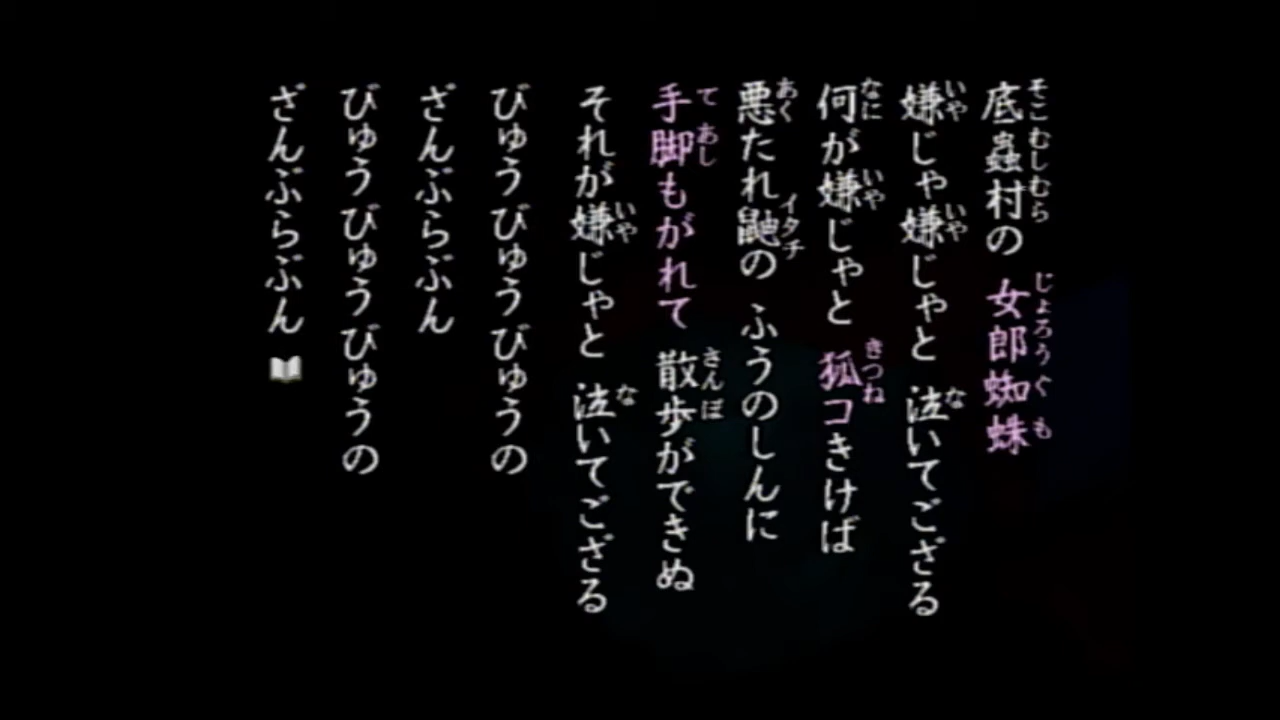 底蟲村の　女郎蜘蛛
嫌じゃ嫌じゃと　泣いてござる
何が嫌じゃと　狐コきけば
悪たれ鼬の　ふうのしんに
手脚もがれて　散歩ができぬ
それが嫌じゃと　泣いてござる
びゅうびゅうびゅうの
ざんぶらぶん
びゅうびゅうびゅうの
ざんぶらぶん